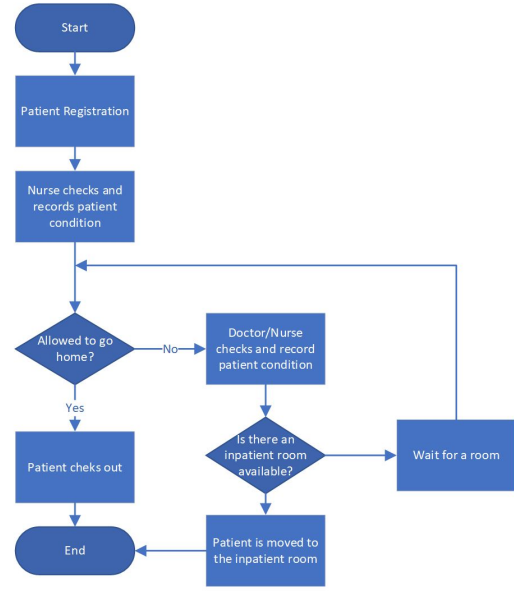 Start
Patient Registration
Nurse checks and
records patient
condition
Allowed to go
home?
No
Doctor/Nurse
checks and record
patient condition
Yes
Is there an
inpatient room
available?
Wait for a room
Patient cheks out
End
Patient is moved to
the inpatient room